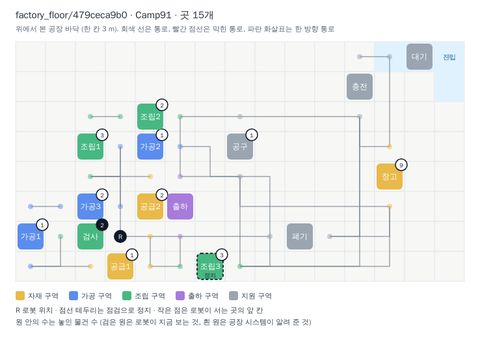 factory_floor/479ceca9b0 · Camp91 · 곳 15개
위에서 본 공장 바닥 (한 칸 3 m). 회색 선은 통로, 빨간 점선은 막힌 통로, 파란 화살표는 한 방향 통로
대기
진입
충전
조립2
2
조립1
3
가공2
1
공구
1
창고
9
가공3
2
공급2
1
출하
가공1
1
검사
2
R
폐기
공급1
1
조립3
3
자재 구역
가공 구역
조립 구역
출하 구역
지원 구역
R 로봇 위치 · 점선 테두리는 점검으로 정지 · 작은 점은 로봇이 서는 곳의 앞 칸
원 안의 수는 놓인 물건 수 (검은 원은 로봇이 지금 보는 것, 흰 원은 공장 시스템이 알려 준 것)